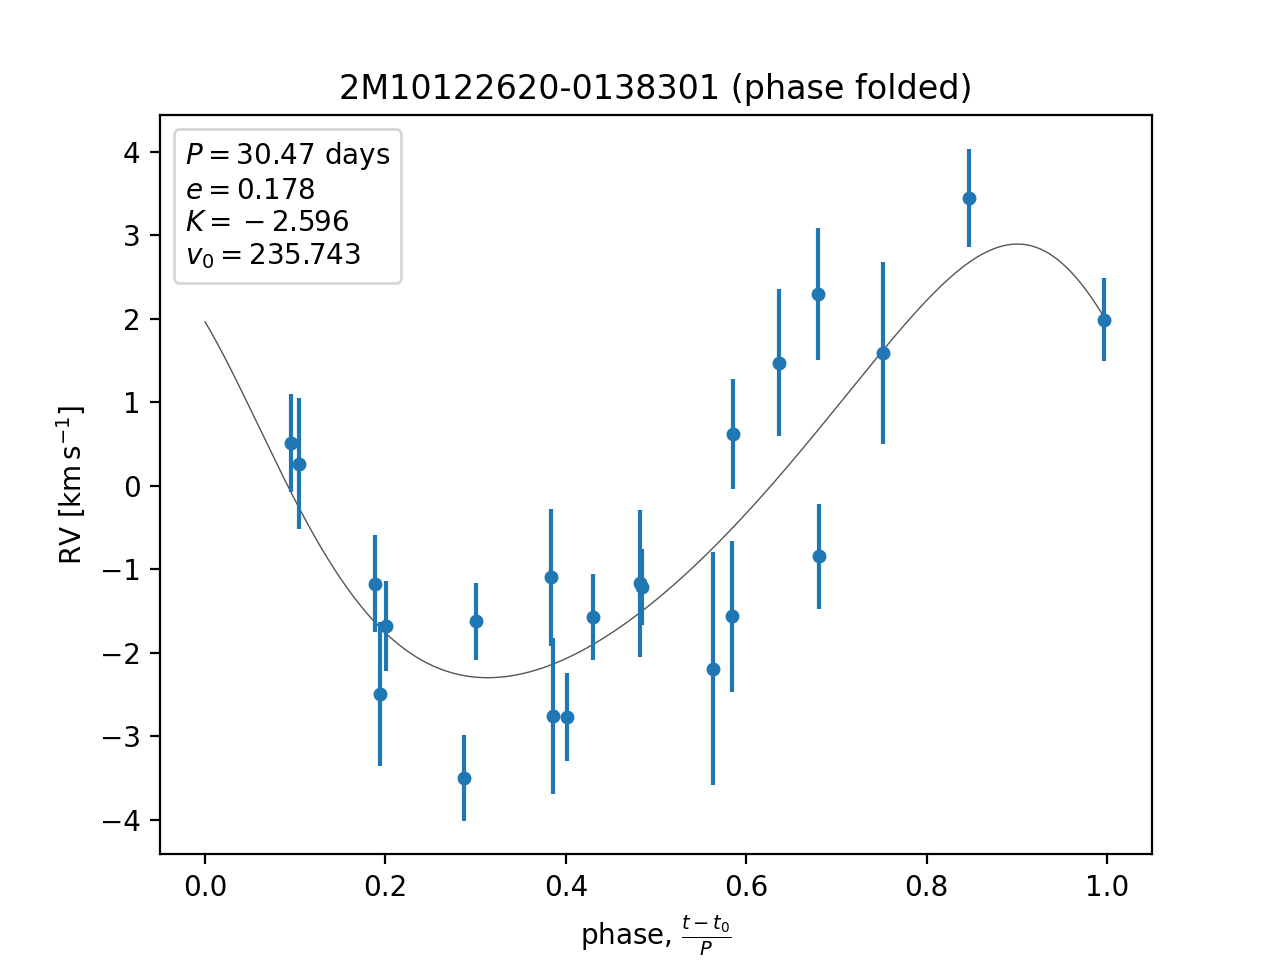 2M10122620-0138301 (phase folded)
P = 30.47 days
e = 0.178
K = −2.596
v₀ = 235.743
4
3
2
1
0
−1
−2
−3
−4
RV [km s⁻¹]
0.0 0.2 0.4 0.6 0.8 1.0
phase, (t − t₀)/P